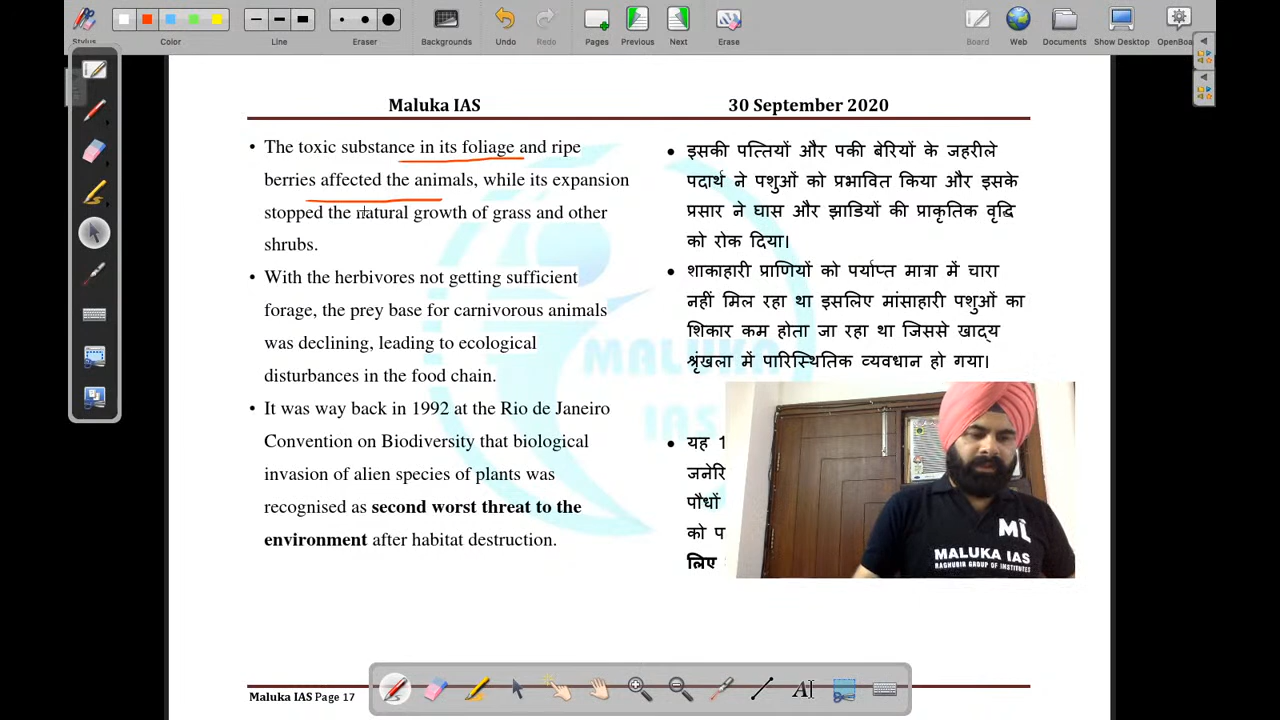 Stylus
Color
Line
Eraser
Backgrounds
Undo
Redo
Pages
Previous
Next
Erase
Board
Web
Documents
Show Desktop
OpenBoa
Maluka IAS
30 September 2020
• The toxic substance in its foliage and ripe
berries affected the animals, while its expansion
stopped the natural growth of grass and other
shrubs.
• With the herbivores not getting sufficient
forage, the prey base for carnivorous animals
was declining, leading to ecological
disturbances in the food chain.
• It was way back in 1992 at the Rio de Janeiro
Convention on Biodiversity that biological
invasion of alien species of plants was
recognised as second worst threat to the
environment after habitat destruction.
• इसकी पत्तियों और पकी बेरियों के जहरीले
पदार्थ ने पशुओं को प्रभावित किया और इसके
प्रसार ने घास और झाडियों की प्राकृतिक वृद्धि
को रोक दिया।
• शाकाहारी प्राणियों को पर्याप्त मात्रा में चारा
नहीं मिल रहा था इसलिए मांसाहारी पशुओं का
शिकार कम होता जा रहा था जिससे खाद्य
श्रृंखला में पारिस्थितिक व्यवधान हो गया।
• यह 1
जनेरि
पौधों
को प
लिए
MALUKA
IAS
ML
MALUKA IAS
RAGHUBIR GROUP OF INSTITUTES
Maluka IAS Page 17